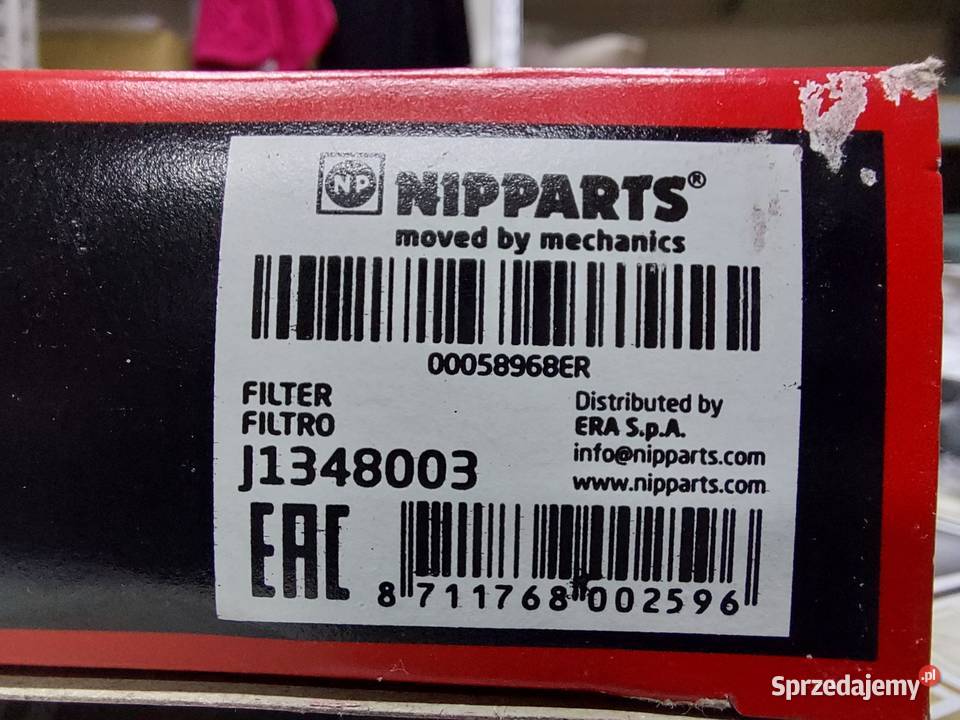 NP NIPPARTS®
moved by mechanics
00058968ER
FILTER
FILTRO
J1348003
Distributed by
ERA S.p.A.
info@nipparts.com
www.nipparts.com
EAC
8 711768 002596
Sprzedajemy.pl